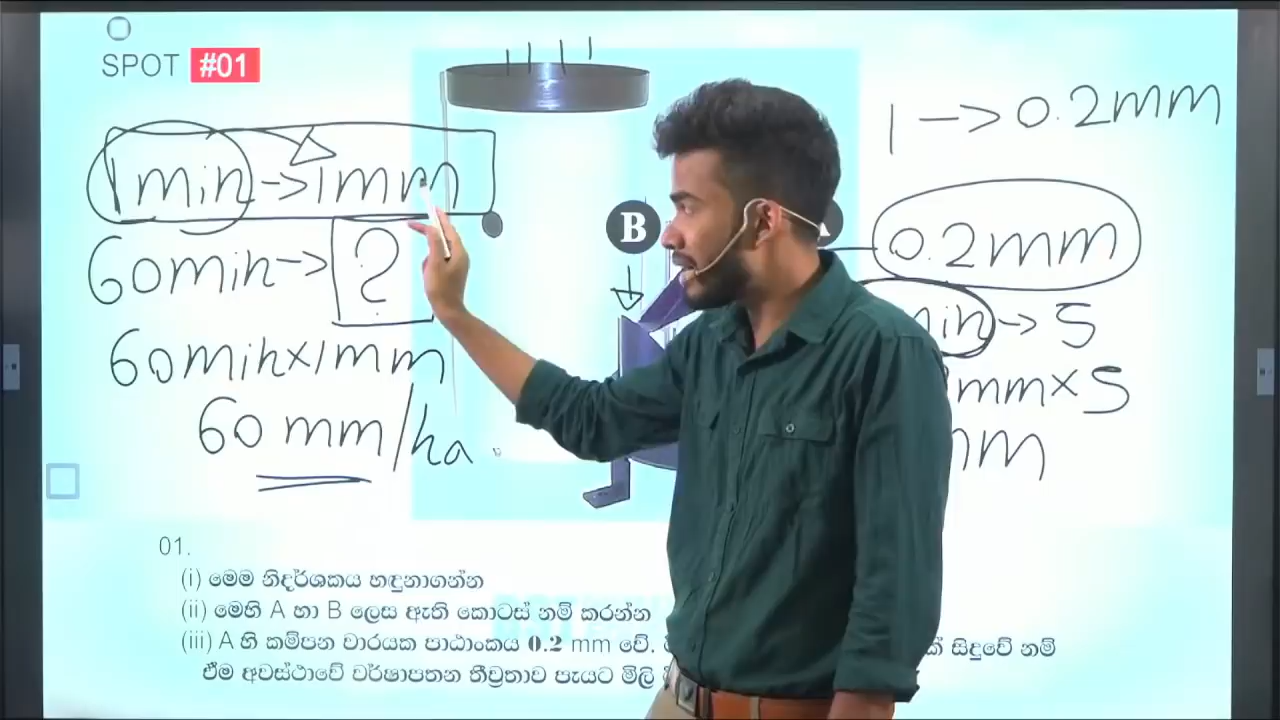 SPOT #01
1 → 0.2mm
1min → 1mm
B
0.2mm
60min → ?
min → 5
60min×1mm
mm×5
60 mm/ha.
mm
01.
(i) මෙම නිදර්ශකය හඳුනාගන්න
(ii) මෙහි A හා B ලෙස ඇති කොටස් නම් කරන්න
(iii) A හි කම්පන වාරයක පාඨාංකය 0.2 mm වේ. ක් සිදුවේ නම්
ඒම අවස්ථාවේ වර්ෂාපතන තීව්‍රතාව පැයට මිලි